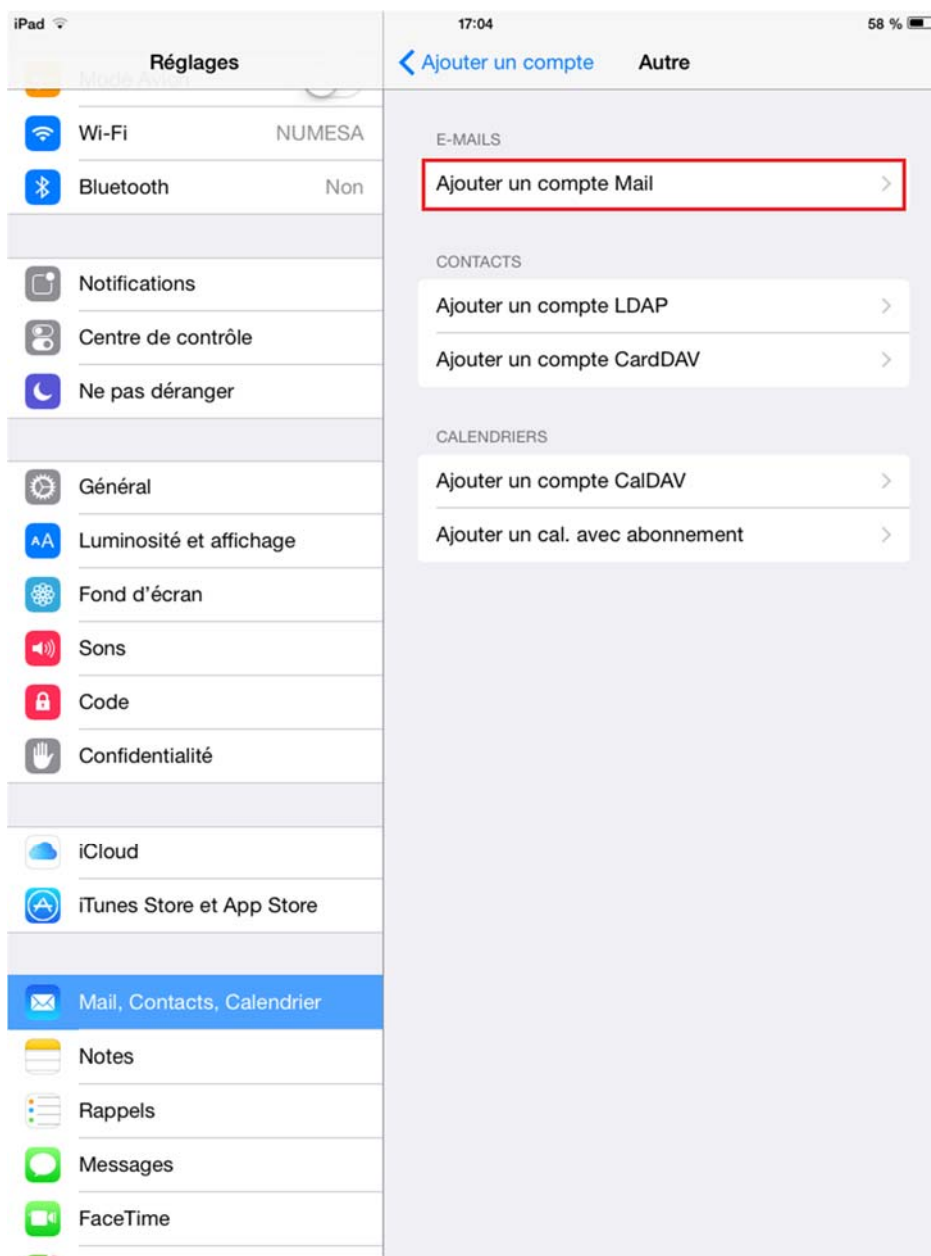 iPad 17:04 58 %
Réglages
Ajouter un compte Autre
Mode Avion
Wi-Fi NUMESA
Bluetooth Non
Notifications
Centre de contrôle
Ne pas déranger
Général
AA Luminosité et affichage
Fond d’écran
Sons
Code
Confidentialité
iCloud
iTunes Store et App Store
Mail, Contacts, Calendrier
Notes
Rappels
Messages
FaceTime
E-MAILS
Ajouter un compte Mail
CONTACTS
Ajouter un compte LDAP
Ajouter un compte CardDAV
CALENDRIERS
Ajouter un compte CalDAV
Ajouter un cal. avec abonnement